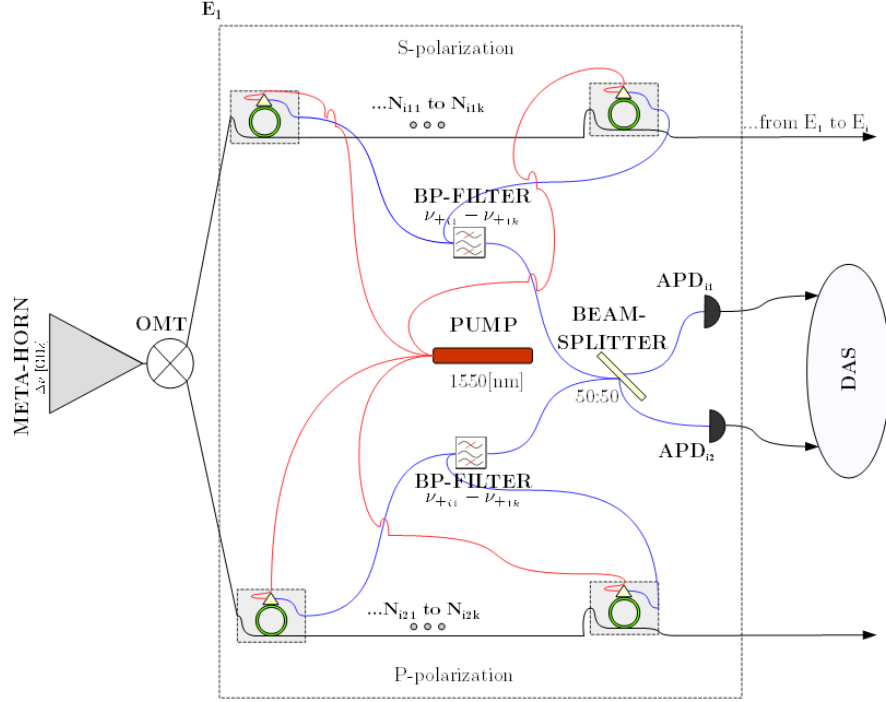 E₁
S-polarization
...Nᵢ₁₁ to Nᵢ₁ₖ
...from E₁ to Eᵢ
BP-FILTER
ν₊ᵢ₁ − ν₊₁ₖ
META-HORN
Δν [GHz]
OMT
PUMP
1550[nm]
BEAM-
SPLITTER
50:50
APDᵢ₁
DAS
APDᵢ₂
BP-FILTER
ν₊ᵢ₁ − ν₊₁ₖ
...Nᵢ₂₁ to Nᵢ₂ₖ
P-polarization